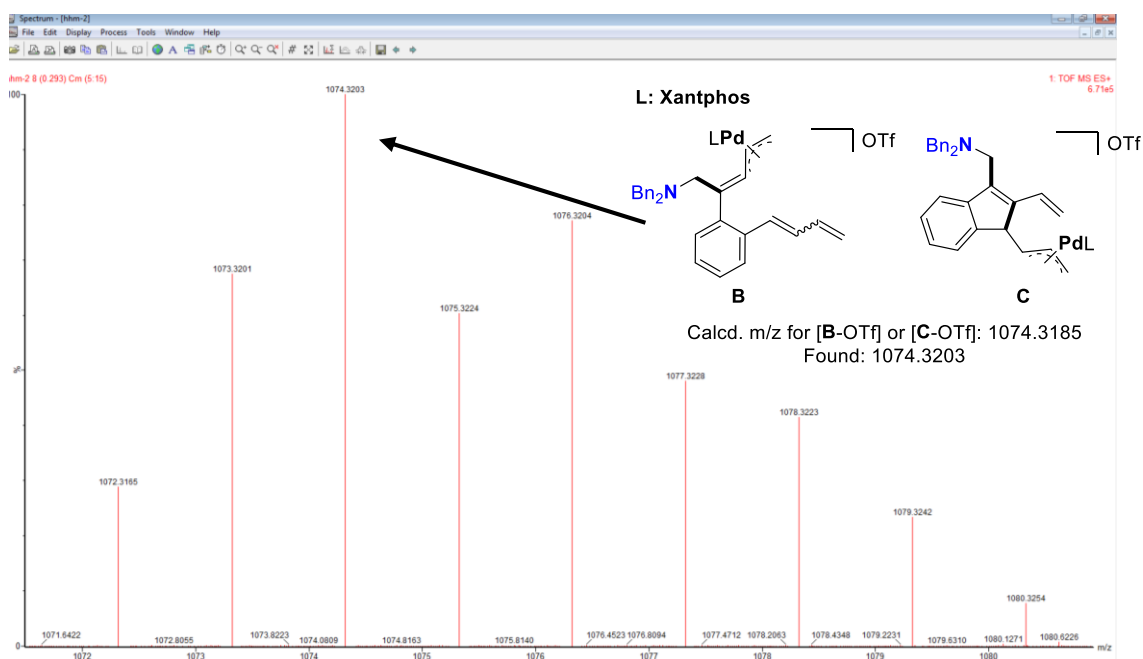 Spectrum - [hhm-2]
File Edit Display Process Tools Window Help
hm-2 8 (0.293) Cm (5:15)
1: TOF MS ES+
6.71e5
100
%
0
1074.3203
1076.3204
1073.3201
1075.3224
1077.3228
1078.3223
1072.3165
1079.3242
1080.3254
L: Xantphos
LPd
OTf
Bn2N
B
Bn2N
OTf
PdL
C
Calcd. m/z for [B-OTf] or [C-OTf]: 1074.3185
Found: 1074.3203
1071.6422 1072.8055 1073.8223 1074.0809 1074.8163 1075.8140 1076.4523 1076.8094 1077.4712 1078.2063 1078.4348 1079.2231 1079.6310 1080.1271 1080.6226
m/z
1072 1073 1074 1075 1076 1077 1078 1079 1080